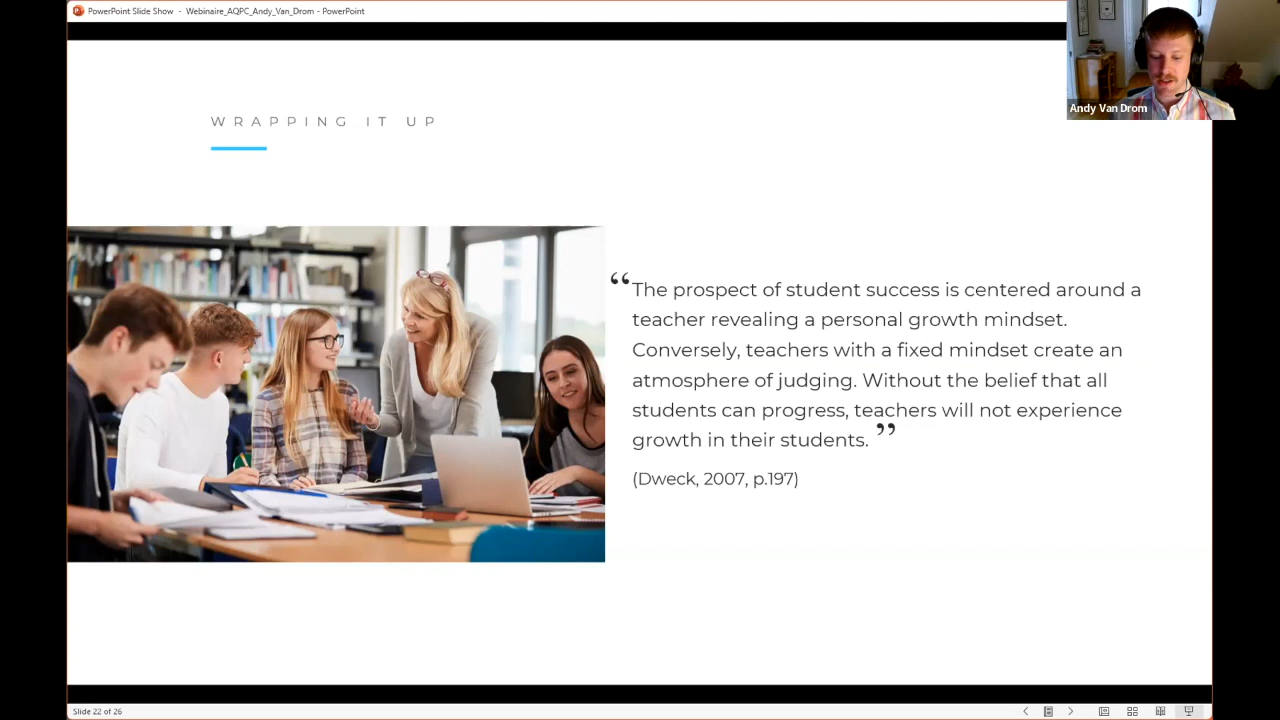 PowerPoint Slide Show - Webinaire_AQPC_Andy_Van_Drom - PowerPoint
Andy Van Drom
WRAPPING IT UP
“The prospect of student success is centered around a
teacher revealing a personal growth mindset.
Conversely, teachers with a fixed mindset create an
atmosphere of judging. Without the belief that all
students can progress, teachers will not experience
growth in their students.”
(Dweck, 2007, p.197)
Slide 22 of 26